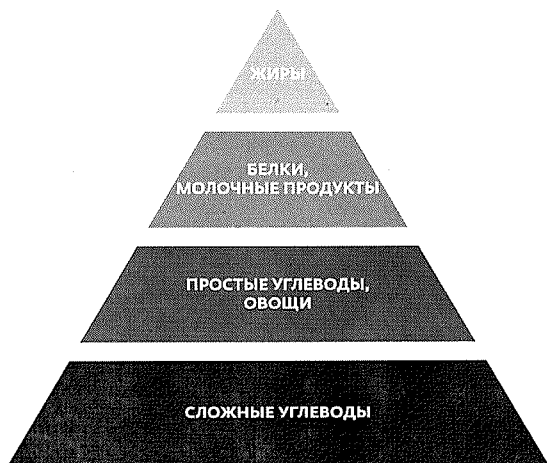 ЖИРЫ
БЕЛКИ,
МОЛОЧНЫЕ ПРОДУКТЫ
ПРОСТЫЕ УГЛЕВОДЫ,
ОВОЩИ
СЛОЖНЫЕ УГЛЕВОДЫ